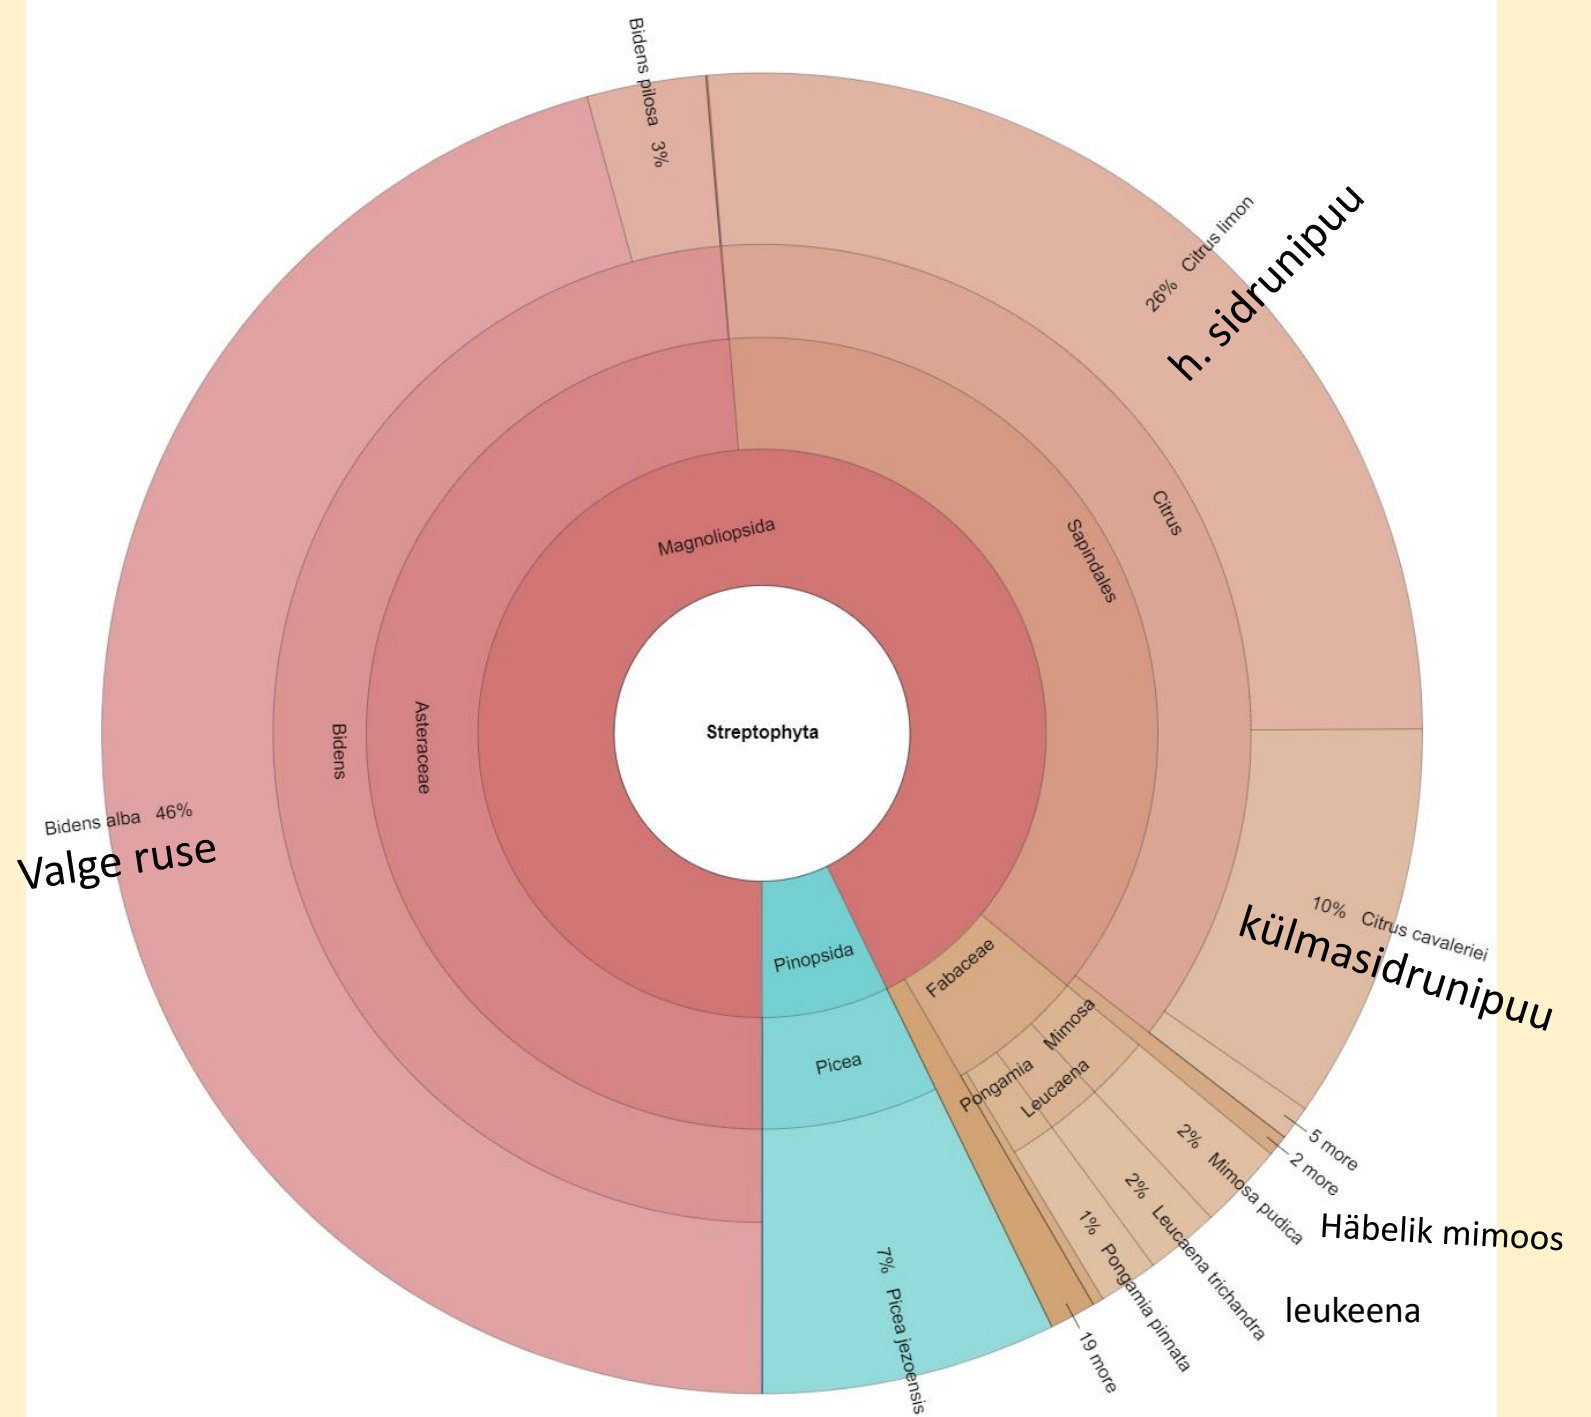 Bidens pilosa 3%
26% Citrus limon
h. sidrunipuu
Citrus
Sapindales
Magnoliopsida
Streptophyta
Asteraceae
Bidens
Bidens alba 46%
Valge ruse
10% Citrus cavaleriei
külmasidrunipuu
Pinopsida
Fabaceae
Mimosa
Picea
Pongamia
Leucaena
5 more
2 more
2% Mimosa pudica
Häbelik mimoos
2% Leucaena trichandra
leukeena
1% Pongamia pinnata
7% Picea jezoensis
19 more